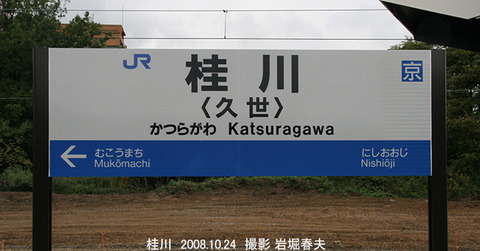 JR 桂川 京
〈久世〉
かつらがわ Katsuragawa
むこうまち にしおおじ
Mukōmachi Nishiōji
桂川 2008.10.24 撮影 岩堀春夫